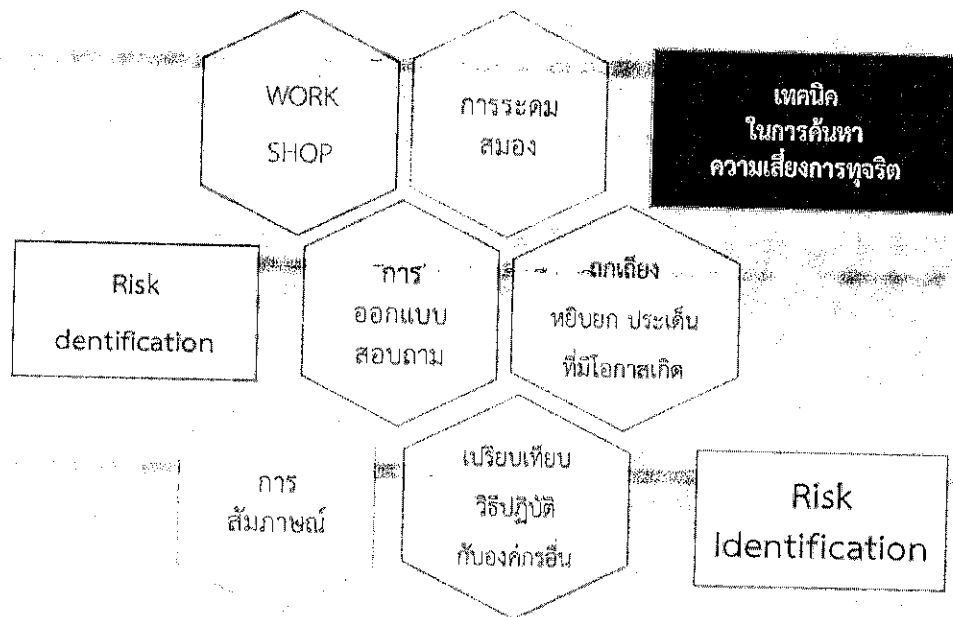 WORK
SHOP
การระดม
สมอง
เทคนิค
ในการค้นหา
ความเสี่ยงการทุจริต
Risk
dentification
การ
ออกแบบ
สอบถาม
ถกเถียง
หยิบยก ประเด็น
ที่มีโอกาสเกิด
การ
สัมภาษณ์
เปรียบเทียบ
วิธีปฏิบัติ
กับองค์กรอื่น
Risk
Identification